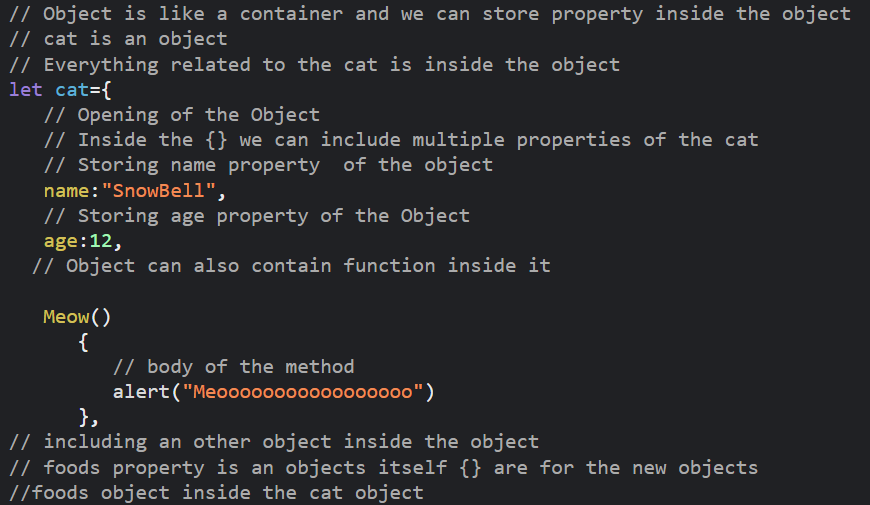 // Object is like a container and we can store property inside the object
// cat is an object
// Everything related to the cat is inside the object
let cat={
// Opening of the Object
// Inside the {} we can include multiple properties of the cat
// Storing name property  of the object
name:"SnowBell",
// Storing age property of the Object
age:12,
// Object can also contain function inside it
Meow()
{
// body of the method
alert("Meooooooooooooooooo")
},
// including an other object inside the object
// foods property is an objects itself {} are for the new objects
//foods object inside the cat object